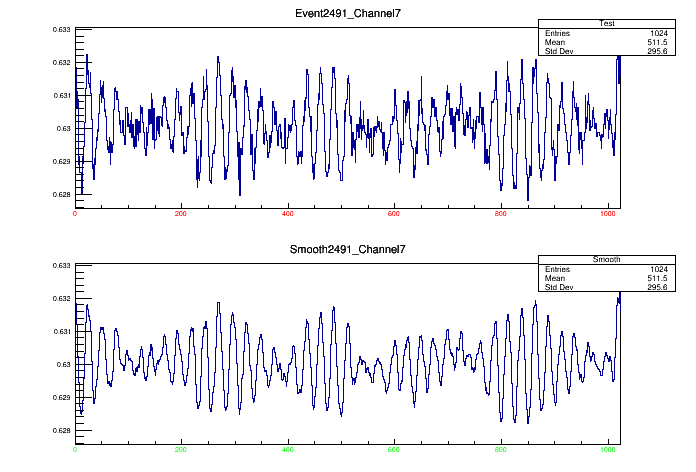 Event2491_Channel7
Test
Entries 1024
Mean 511.5
Std Dev 295.6
0.633
0.632
0.631
0.63
0.629
0.628
0 200 400 600 800 1000
Smooth2491_Channel7
Smooth
Entries 1024
Mean 511.5
Std Dev 295.6
0.633
0.632
0.631
0.63
0.629
0.628
0 200 400 600 800 1000